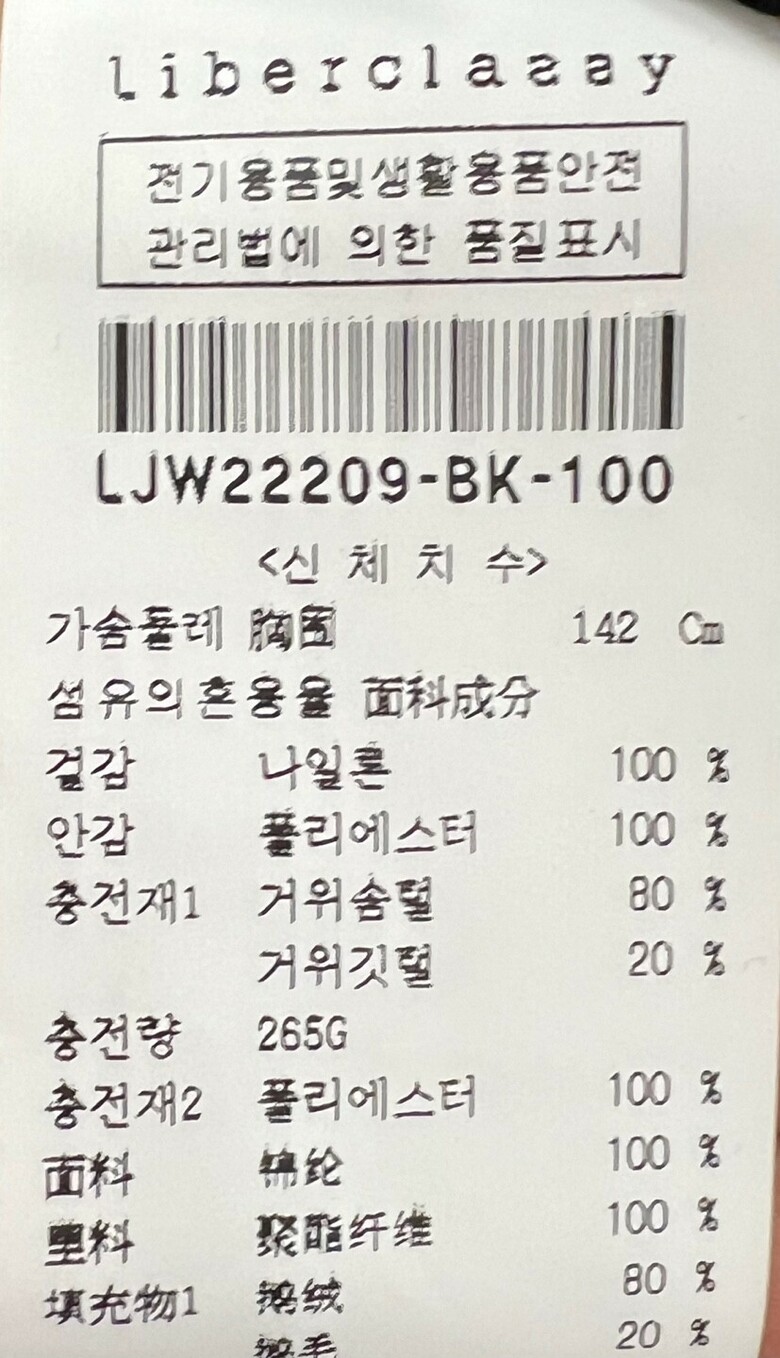 Liberclassy
전기용품및생활용품안전
관리법에 의한 품질표시
LJW22209-BK-100
<신 체 치 수>
가슴둘레 胸围 142 Cm
섬유의혼용율 面料成分
겉감 나일론 100 %
안감 폴리에스터 100 %
충전재1 거위솜털 80 %
거위깃털 20 %
충전량 265G
충전재2 폴리에스터 100 %
面料 锦纶 100 %
里料 聚酯纤维 100 %
填充物1 鹅绒 80 %
鹅毛 20 %